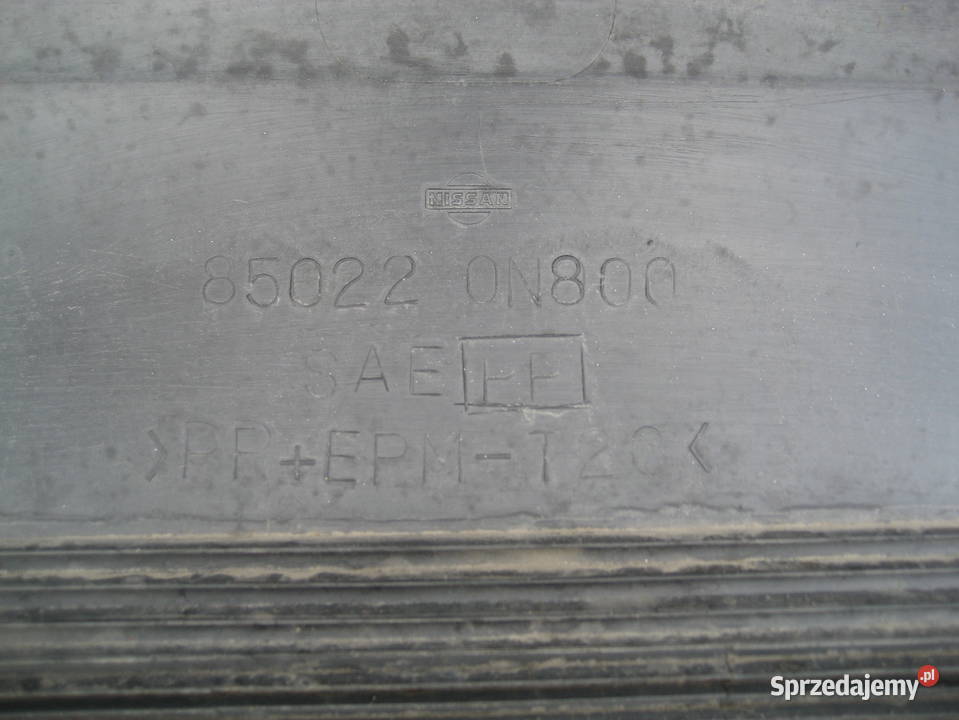 NISSAN
85022 0N800
SAE PP
>PP+EPM-T20<
Sprzedajemy.pl